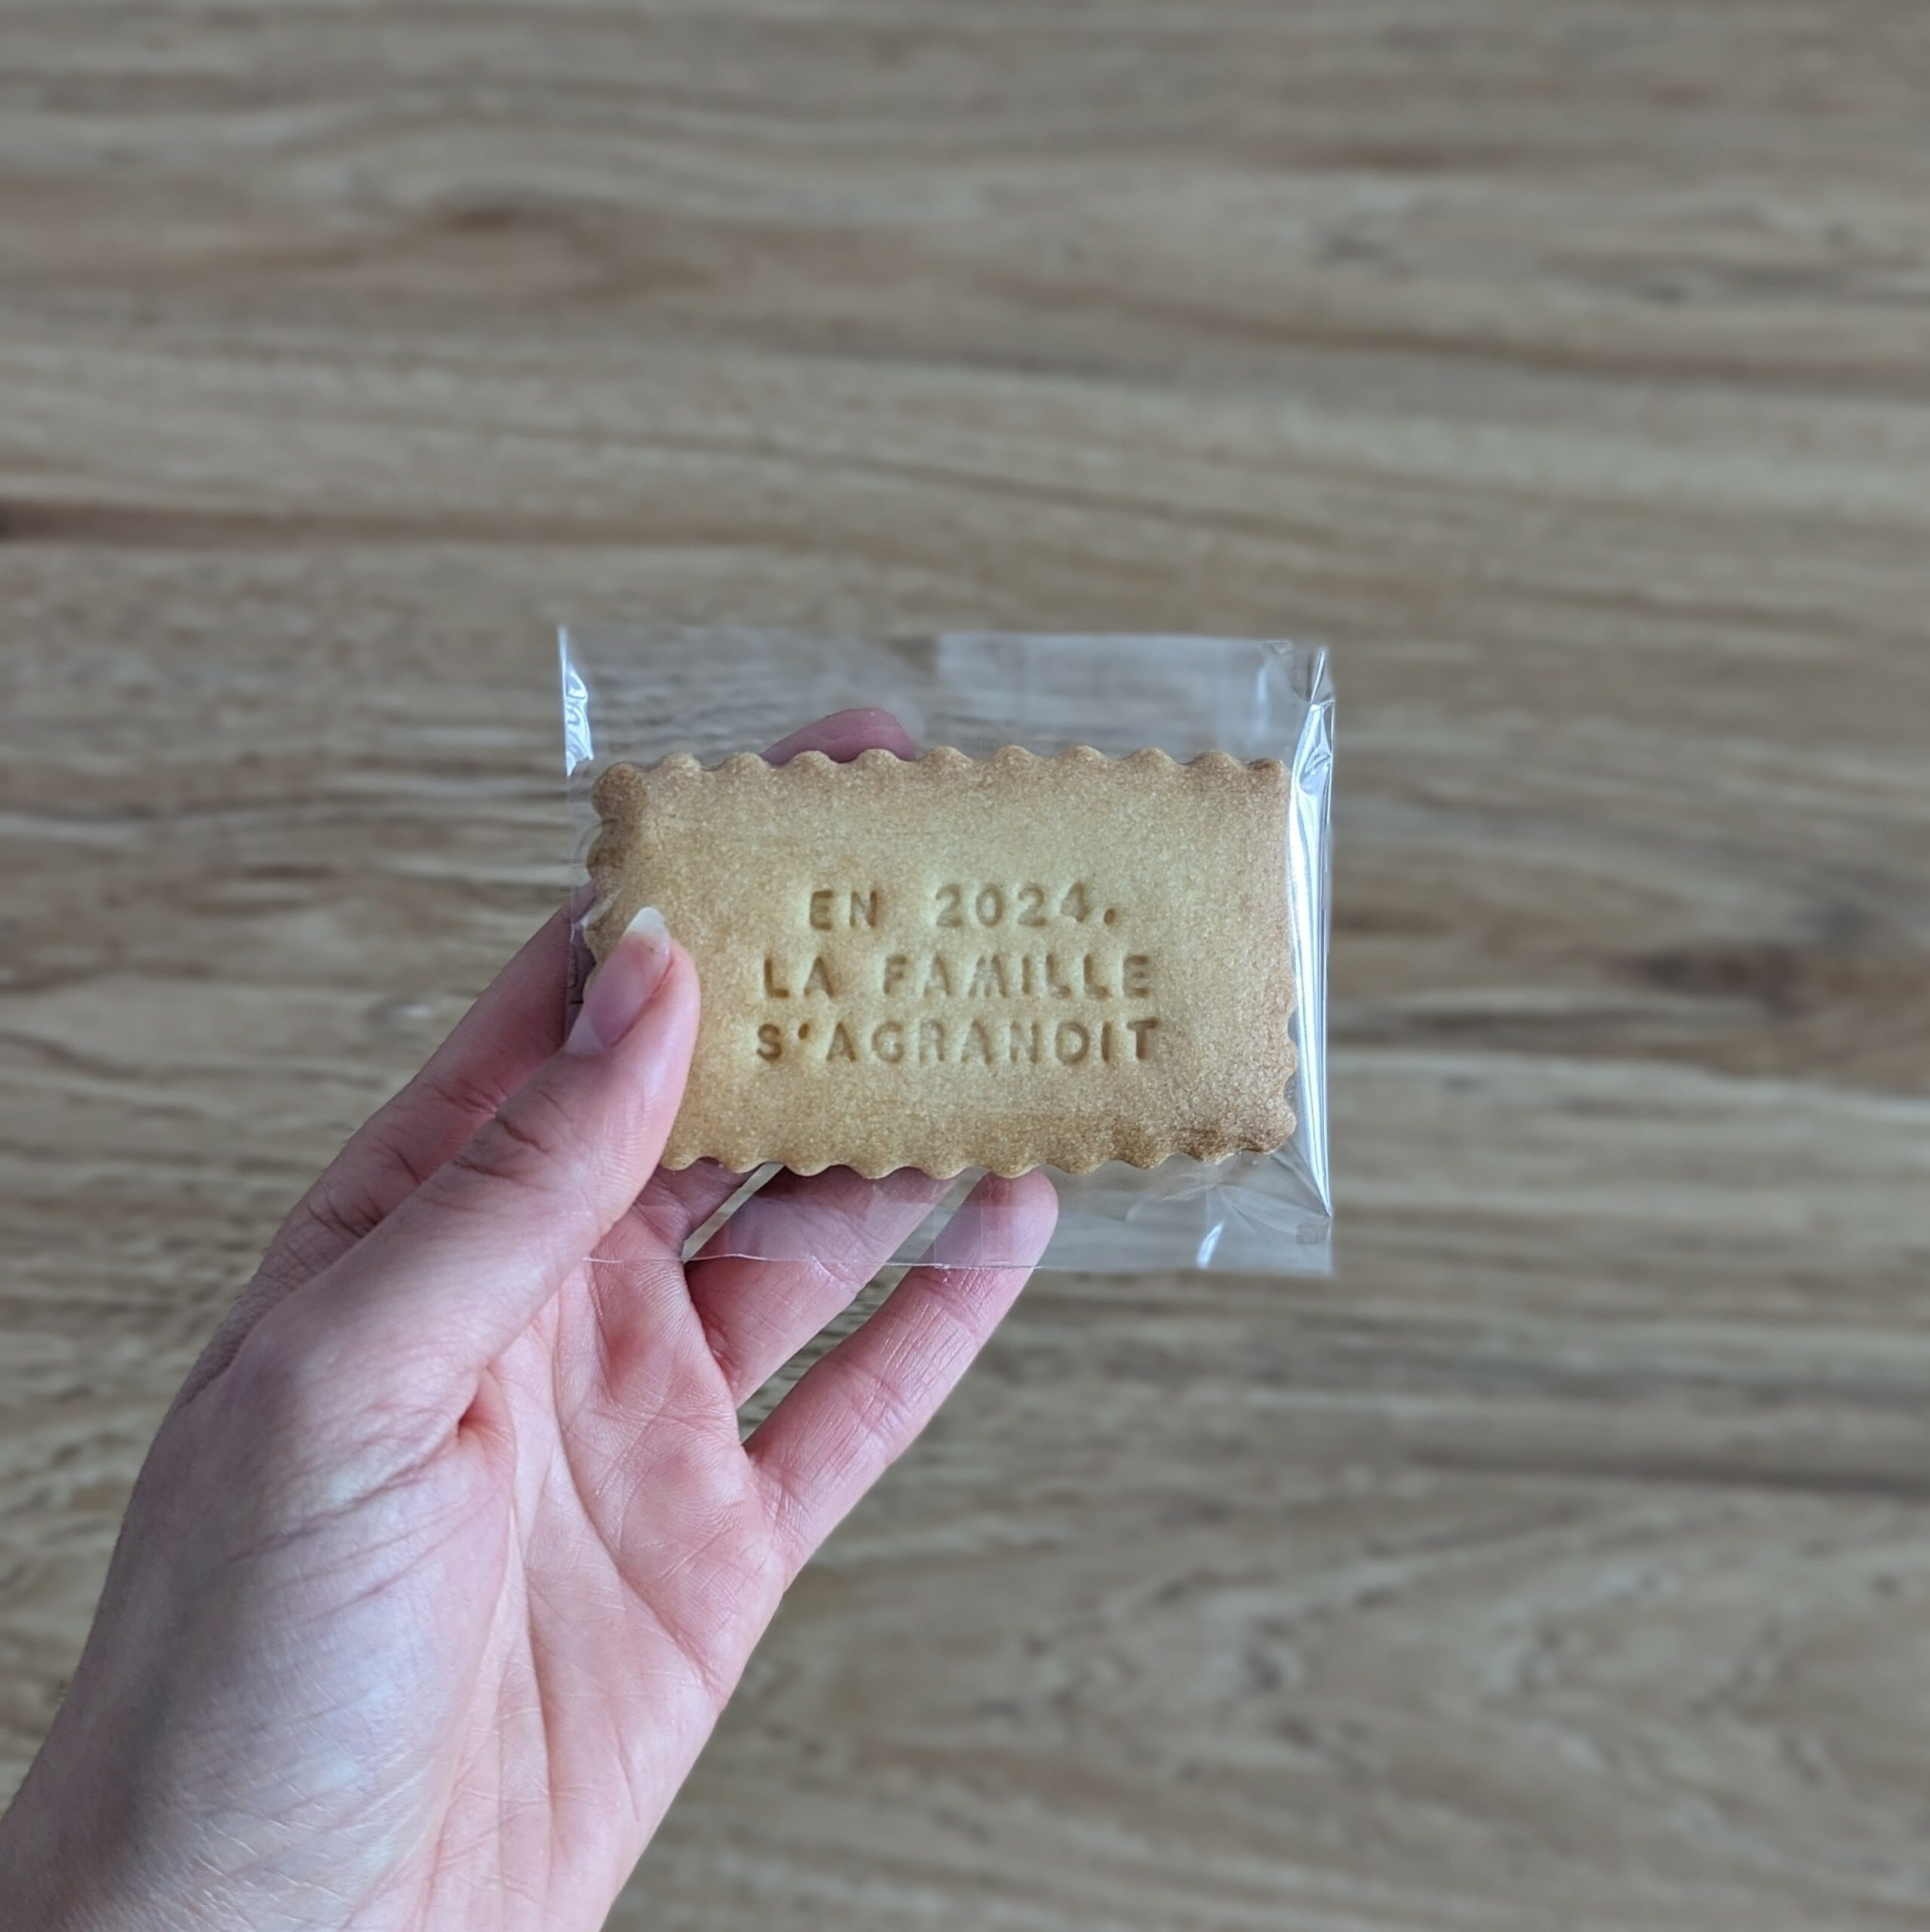 EN 2024.
LA FAMILLE
S'AGRANDIT